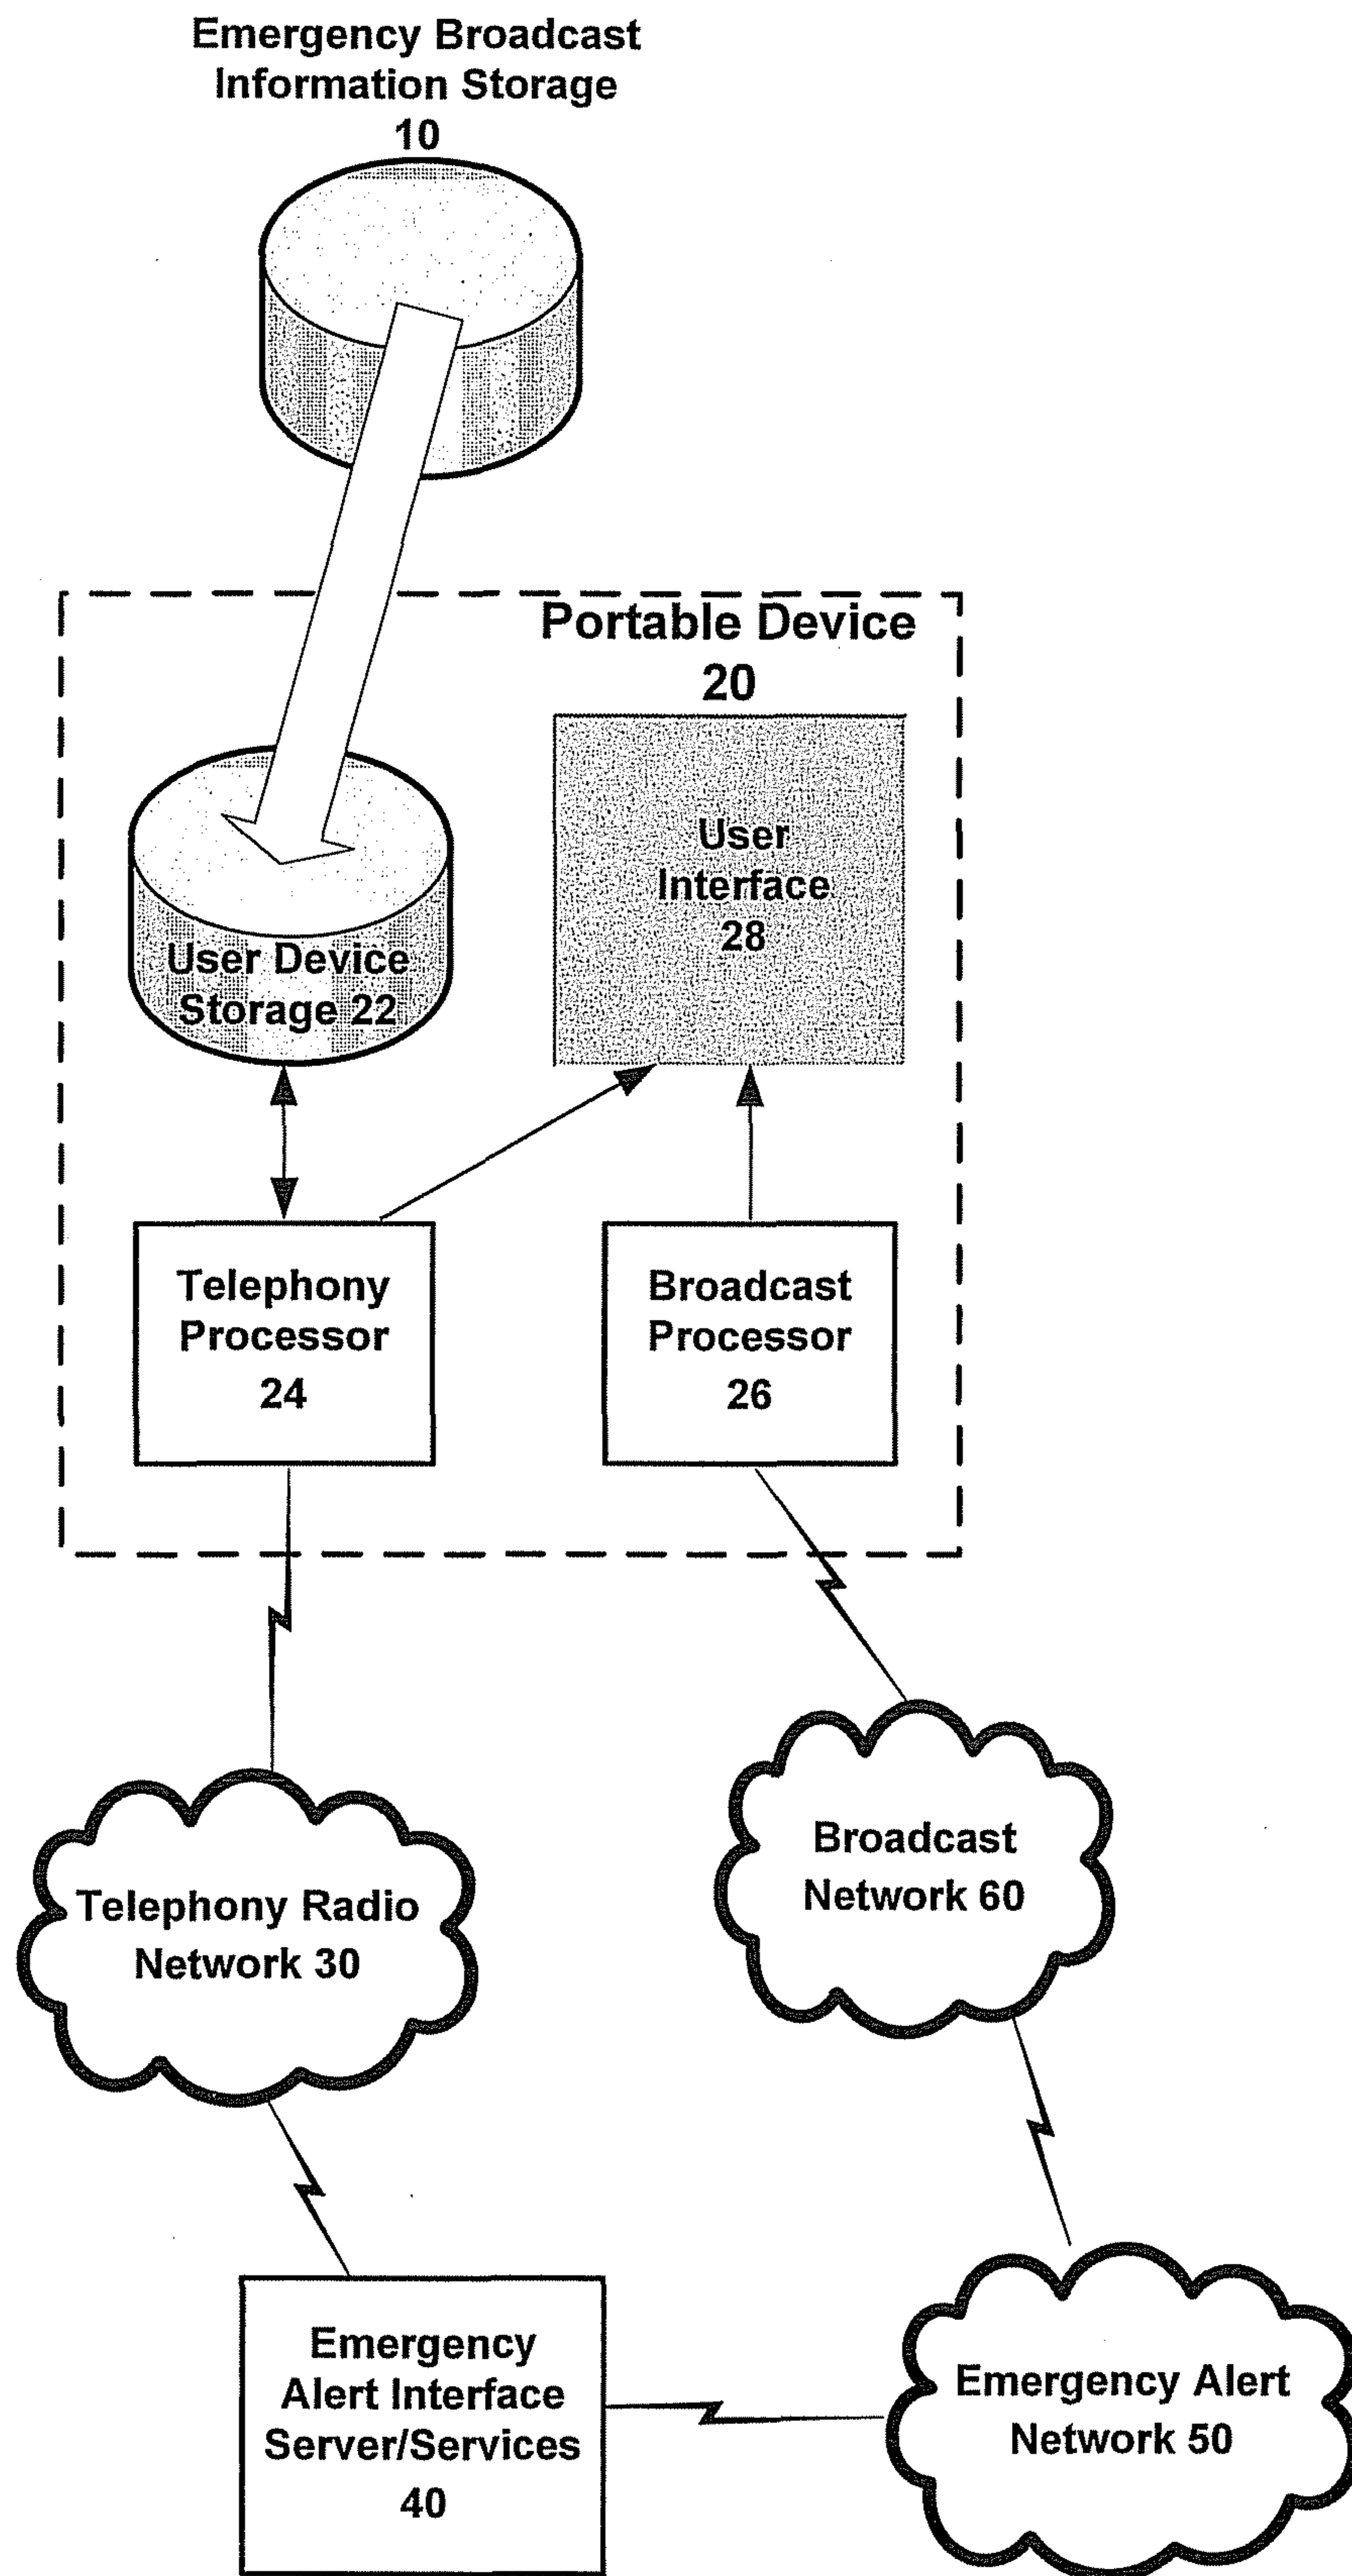 Emergency Broadcast
Information Storage
10
Portable Device
20
User
Interface
28
User Device
Storage 22
Telephony
Processor
24
Broadcast
Processor
26
Broadcast
Network 60
Telephony Radio
Network 30
Emergency
Alert Interface
Server/Services
40
Emergency Alert
Network 50